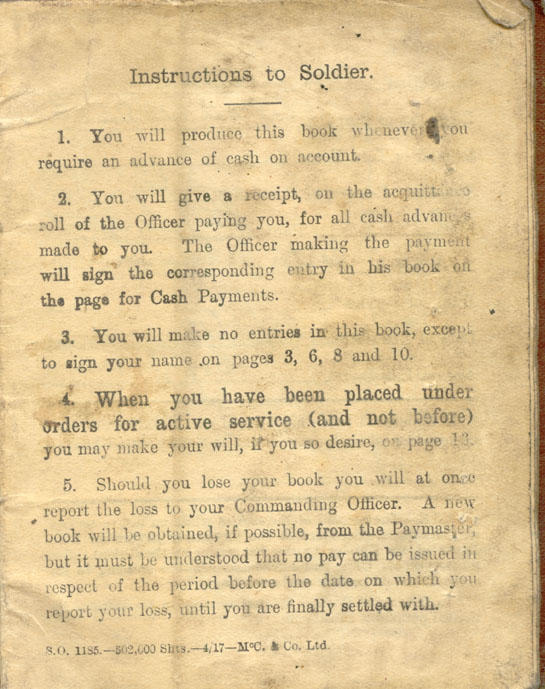 Instructions to Soldier.
1. You will produce this book whenever you
require an advance of cash on account.
2. You will give a receipt, on the acquittance
roll of the Officer paying you, for all cash advances
made to you. The Officer making the payment
will sign the corresponding entry in his book on
the page for Cash Payments.
3. You will make no entries in this book, except
to sign your name on pages 3, 6, 8 and 10.
4. When you have been placed under
orders for active service (and not before)
you may make your will, if you so desire, on page
5. Should you lose your book you will at once
report the loss to your Commanding Officer. A new
book will be obtained, if possible, from the Paymaster,
but it must be understood that no pay can be issued in
respect of the period before the date on which you
report your loss, until you are finally settled with.
S.O. 1185.—502,000 Shts.—4/17—McC. & Co. Ltd.